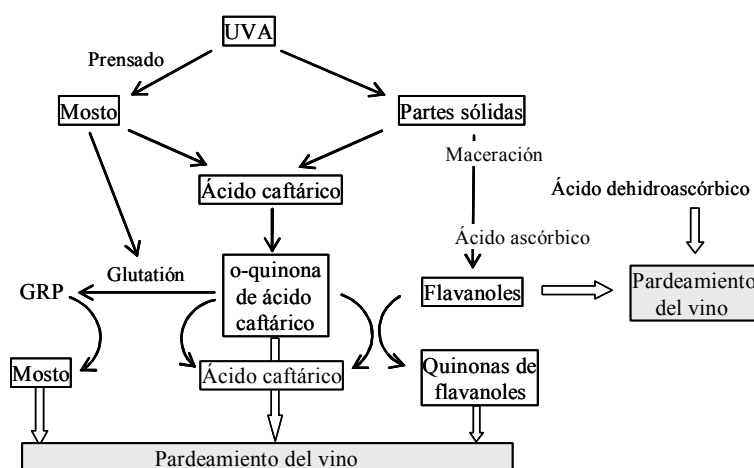 UVA
Prensado
Mosto
Partes sólidas
Maceración
Ácido caftárico
Ácido dehidroascórbico
Ácido ascórbico
Glutatión
GRP
o-quinona
de ácido
caftárico
Flavanoles
Pardeamiento
del vino
Mosto
Ácido caftárico
Quinonas de
flavanoles
Pardeamiento del vino